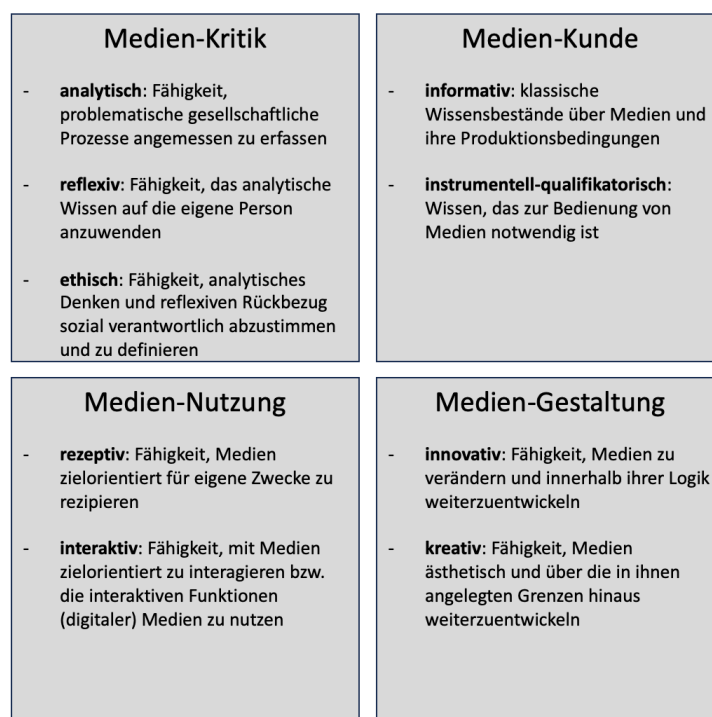 Medien-Kritik
- analytisch: Fähigkeit,
problematische gesellschaftliche
Prozesse angemessen zu erfassen
- reflexiv: Fähigkeit, das analytische
Wissen auf die eigene Person
anzuwenden
- ethisch: Fähigkeit, analytisches
Denken und reflexiven Rückbezug
sozial verantwortlich abzustimmen
und zu definieren
Medien-Kunde
- informativ: klassische
Wissensbestände über Medien und
ihre Produktionsbedingungen
- instrumentell-qualifikatorisch:
Wissen, das zur Bedienung von
Medien notwendig ist
Medien-Nutzung
- rezeptiv: Fähigkeit, Medien
zielorientiert für eigene Zwecke zu
rezipieren
- interaktiv: Fähigkeit, mit Medien
zielorientiert zu interagieren bzw.
die interaktiven Funktionen
(digitaler) Medien zu nutzen
Medien-Gestaltung
- innovativ: Fähigkeit, Medien zu
verändern und innerhalb ihrer Logik
weiterzuentwickeln
- kreativ: Fähigkeit, Medien
ästhetisch und über die in ihnen
angelegten Grenzen hinaus
weiterzuentwickeln